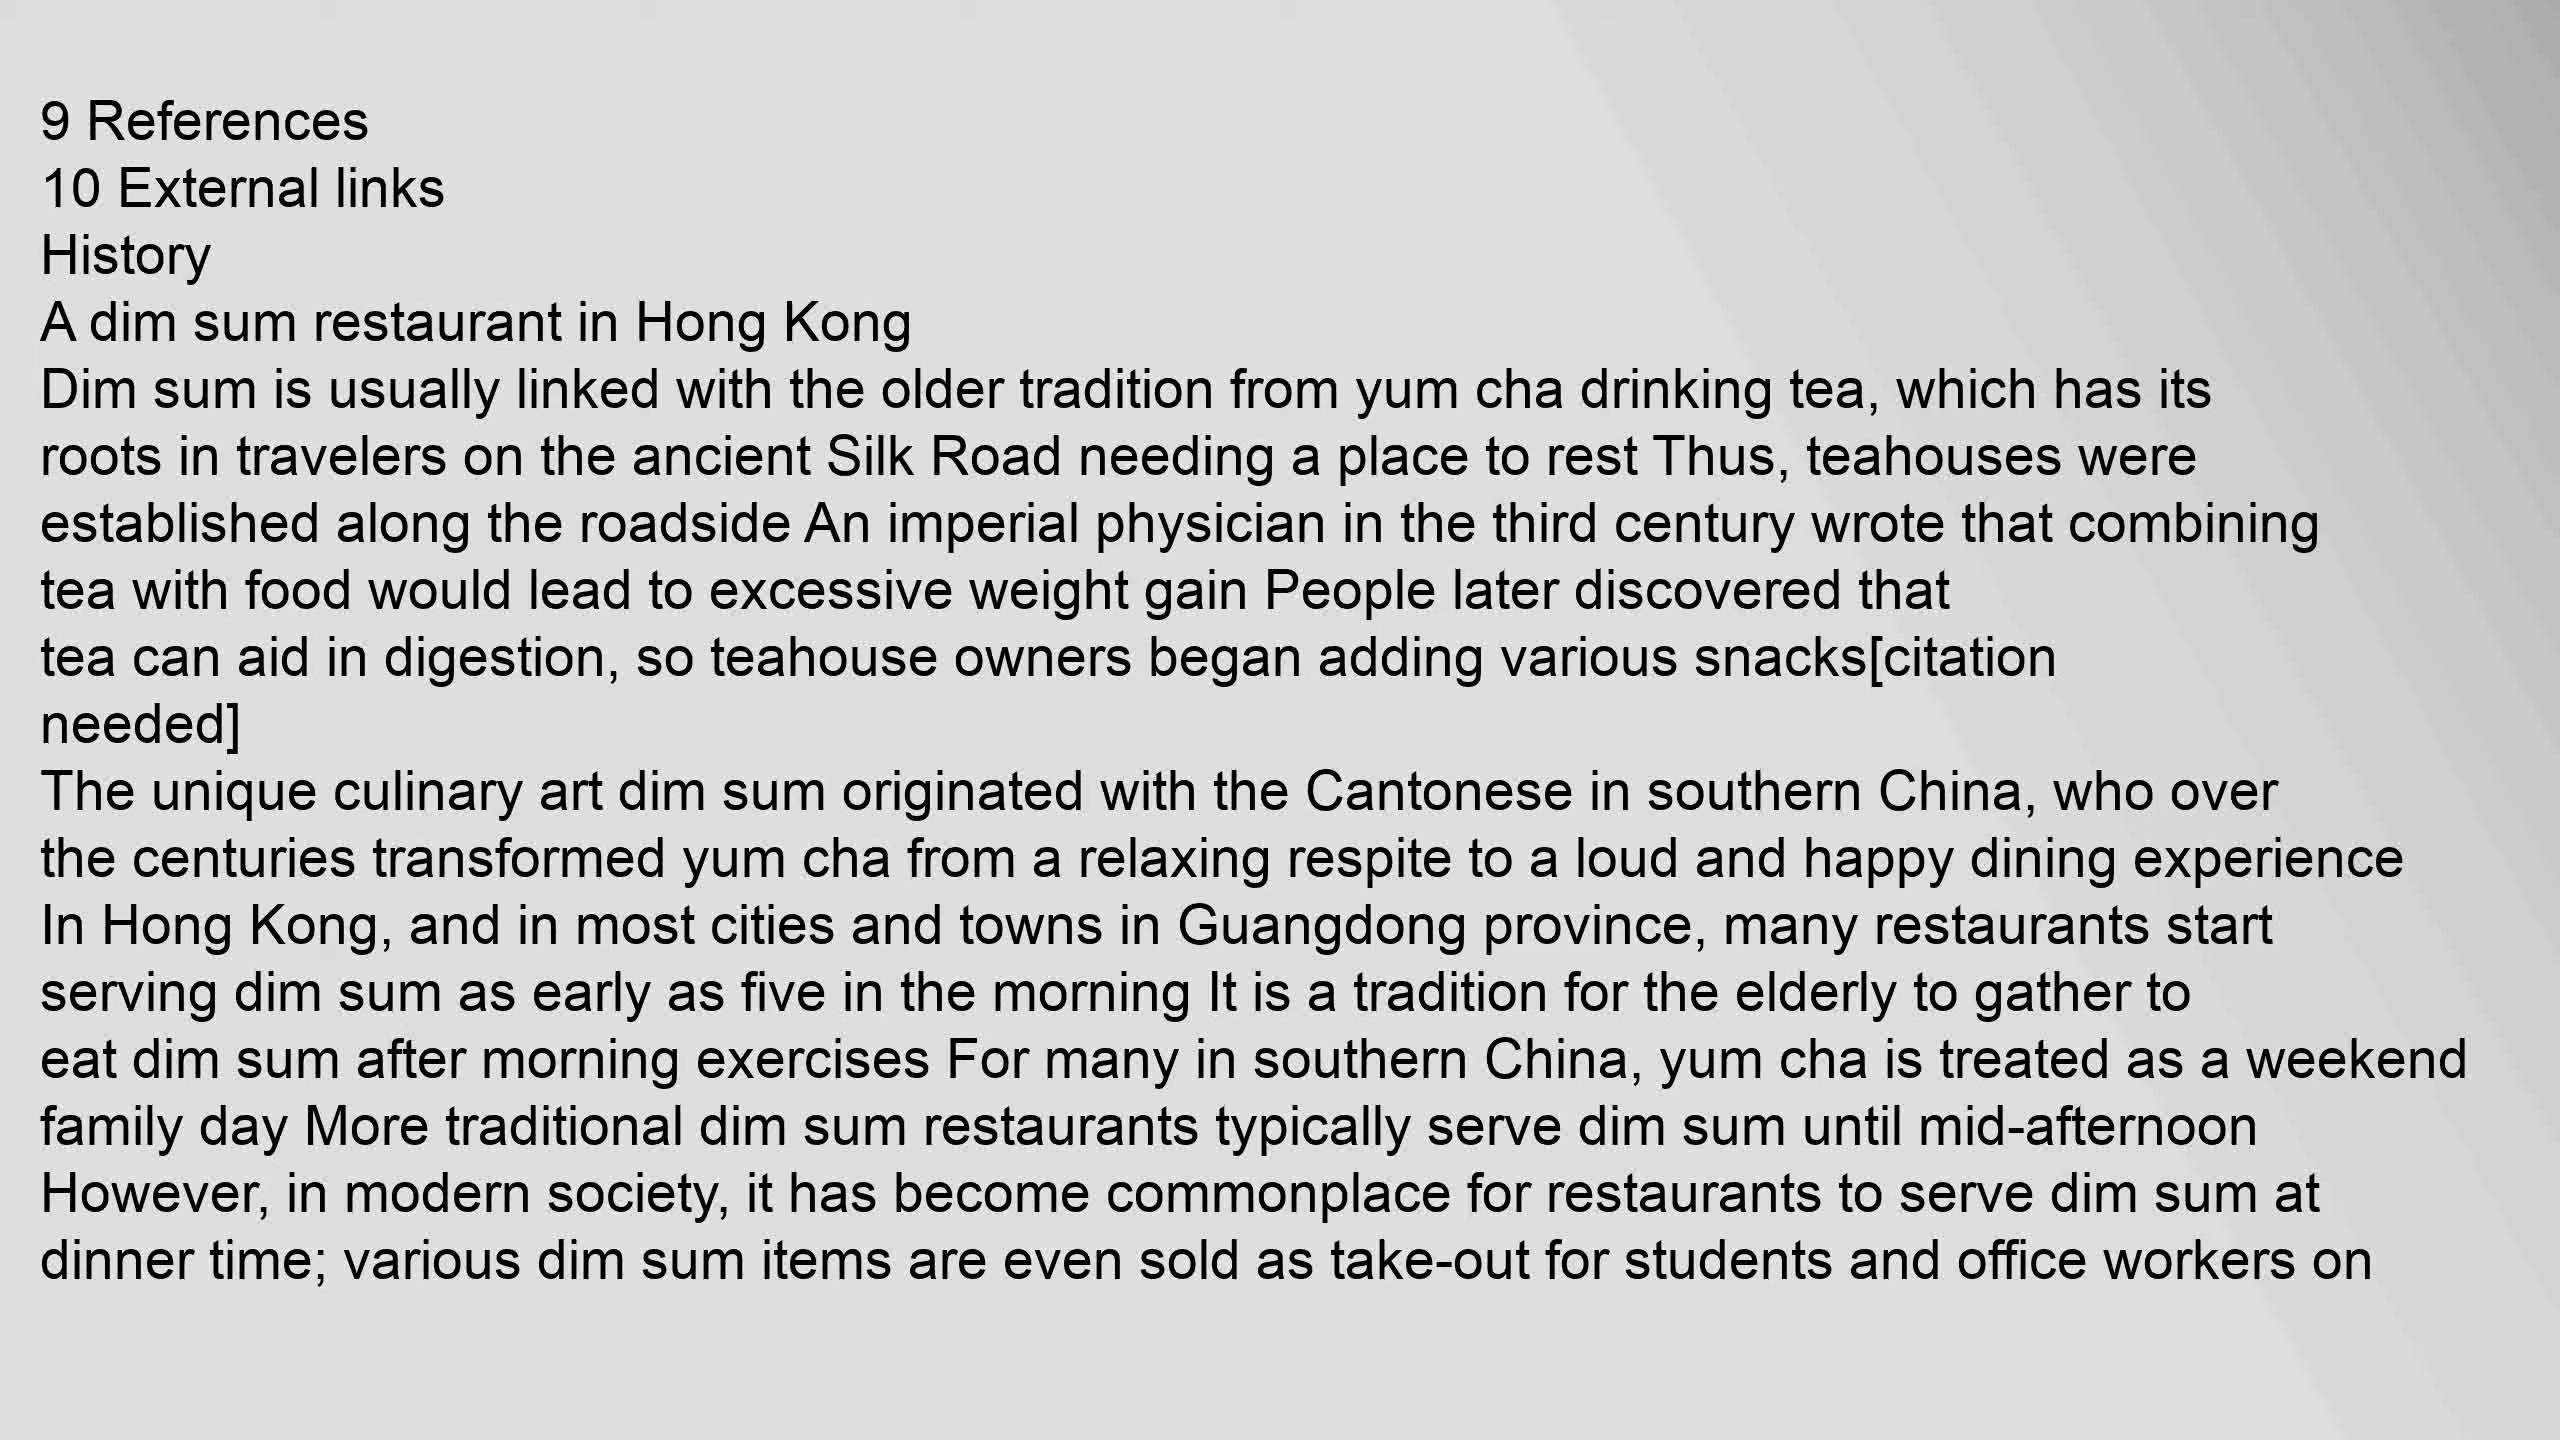 9 References
10 External links
History
A dim sum restaurant in Hong Kong
Dim sum is usually linked with the older tradition from yum cha drinking tea, which has its
roots in travelers on the ancient Silk Road needing a place to rest Thus, teahouses were
established along the roadside An imperial physician in the third century wrote that combining
tea with food would lead to excessive weight gain People later discovered that
tea can aid in digestion, so teahouse owners began adding various snacks[citation
needed]
The unique culinary art dim sum originated with the Cantonese in southern China, who over
the centuries transformed yum cha from a relaxing respite to a loud and happy dining experience
In Hong Kong, and in most cities and towns in Guangdong province, many restaurants start
serving dim sum as early as five in the morning It is a tradition for the elderly to gather to
eat dim sum after morning exercises For many in southern China, yum cha is treated as a weekend
family day More traditional dim sum restaurants typically serve dim sum until mid-afternoon
However, in modern society, it has become commonplace for restaurants to serve dim sum at
dinner time; various dim sum items are even sold as take-out for students and office workers on